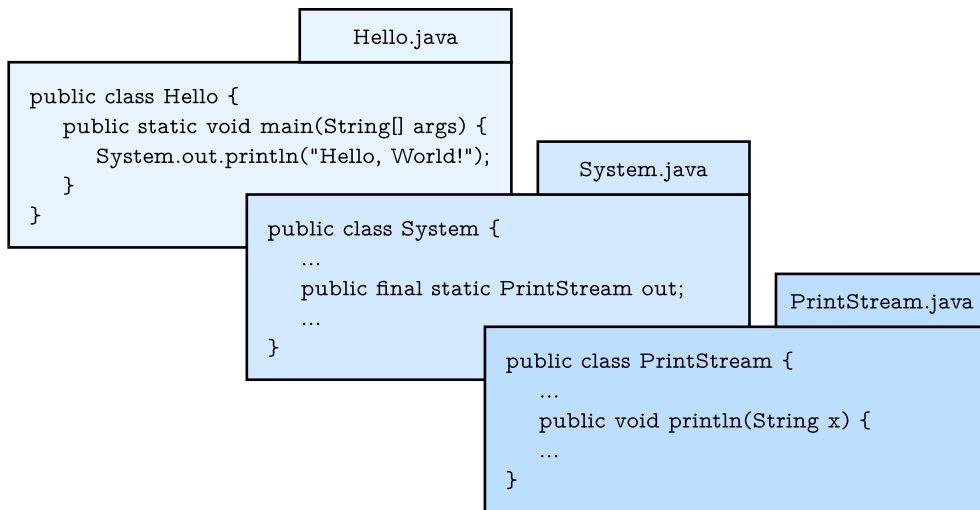 Hello.java
public class Hello {
public static void main(String[] args) {
System.out.println("Hello, World!");
}
}
System.java
public class System {
...
public final static PrintStream out;
...
}
PrintStream.java
public class PrintStream {
...
public void println(String x) {
...
}